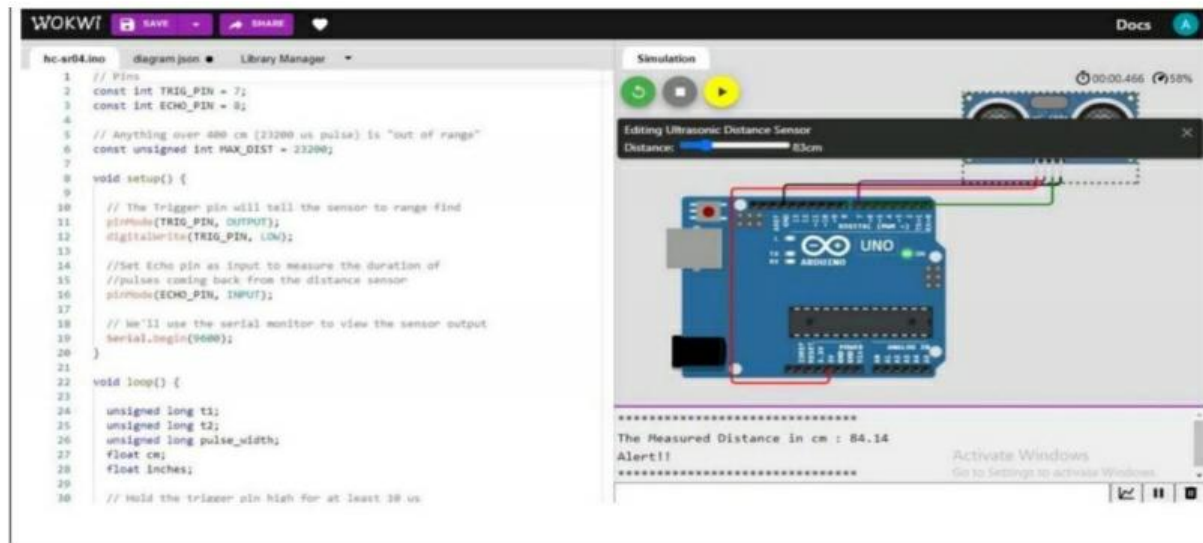 WOKWI SAVE SHARE Docs A
hc-sr04.ino diagram.json Library Manager
Simulation
1 // Pins
2 const int TRIG_PIN = 7;
3 const int ECHO_PIN = 8;
4
5 // Anything over 400 cm (23200 us pulse) is "out of range"
6 const unsigned int MAX_DIST = 23200;
7
8 void setup() {
9
10 // The Trigger pin will tell the sensor to range find
11 pinMode(TRIG_PIN, OUTPUT);
12 digitalWrite(TRIG_PIN, LOW);
13
14 //Set Echo pin as input to measure the duration of
15 //pulses coming back from the distance sensor
16 pinMode(ECHO_PIN, INPUT);
17
18 // We'll use the serial monitor to view the sensor output
19 Serial.begin(9600);
20 }
21
22 void loop() {
23
24 unsigned long t1;
25 unsigned long t2;
26 unsigned long pulse_width;
27 float cm;
28 float inches;
29
30 // Hold the trigger pin high for at least 10 us
00:00.466 58%
Editing Ultrasonic Distance Sensor
Distance: 83cm
DIGITAL (PWM ~)
L
TX
RX
UNO
ON
ARDUINO
POWER
ANALOG IN
******************************
The Measured Distance in cm : 84.14
Alert!!
******************************
Activate Windows
Go to Settings to activate Windows.